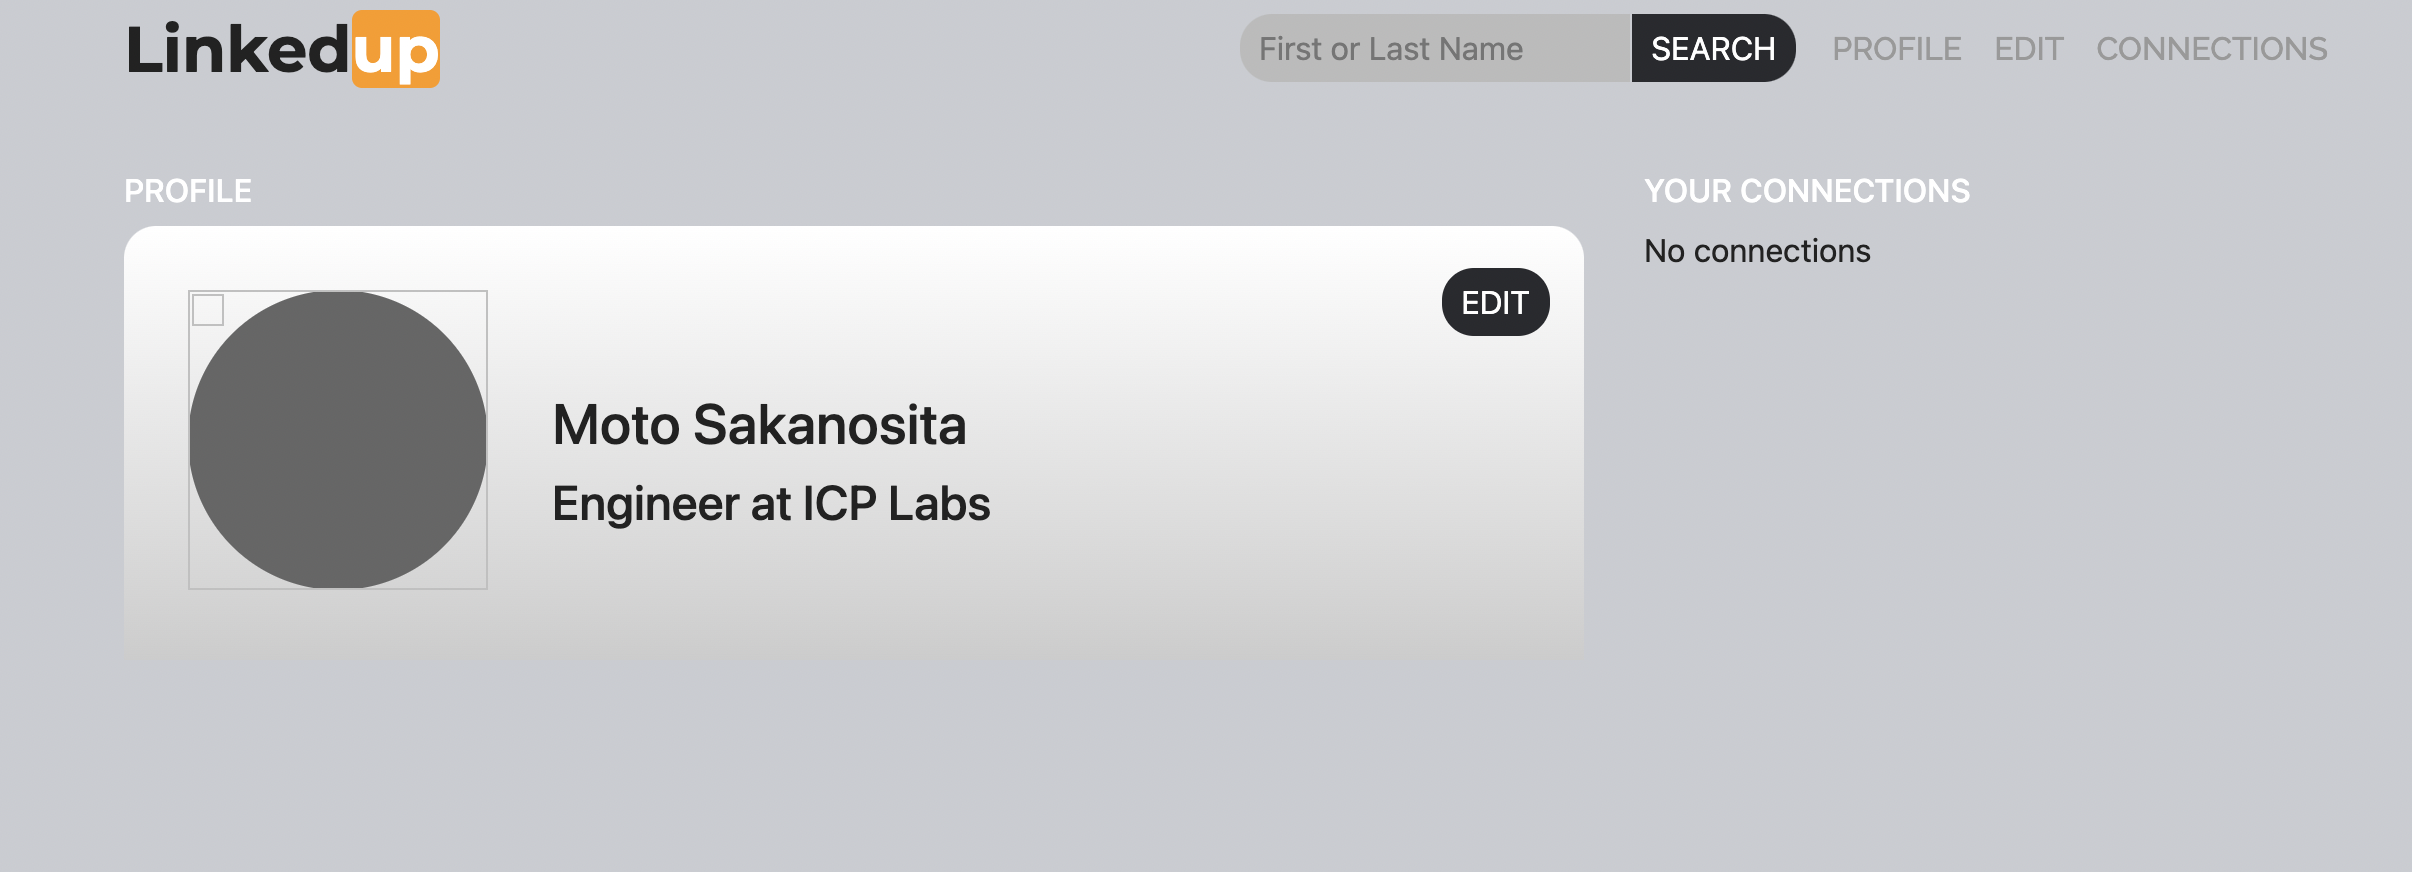 Linkedup
First or Last Name SEARCH PROFILE EDIT CONNECTIONS
PROFILE
EDIT
Moto Sakanosita
Engineer at ICP Labs
YOUR CONNECTIONS
No connections